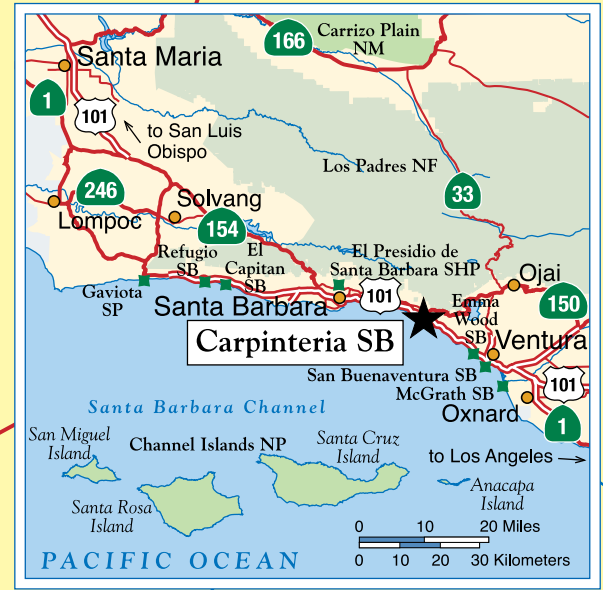 166
Carrizo Plain
NM
Santa Maria
1
101
to San Luis
Obispo
Los Padres NF
246
33
Solvang
Lompoc
154
Refugio
SB
El
Capitan
SB
El Presidio de
Santa Barbara SHP
Ojai
Gaviota
SP
Santa Barbara
101
Emma
Wood
SB
150
Carpinteria SB
Ventura
San Buenaventura SB
McGrath SB
101
Oxnard
1
Santa Barbara Channel
San Miguel
Island
Channel Islands NP
Santa Cruz
Island
to Los Angeles
Santa Rosa
Island
Anacapa
Island
0 10 20 Miles
0 10 20 30 Kilometers
PACIFIC OCEAN